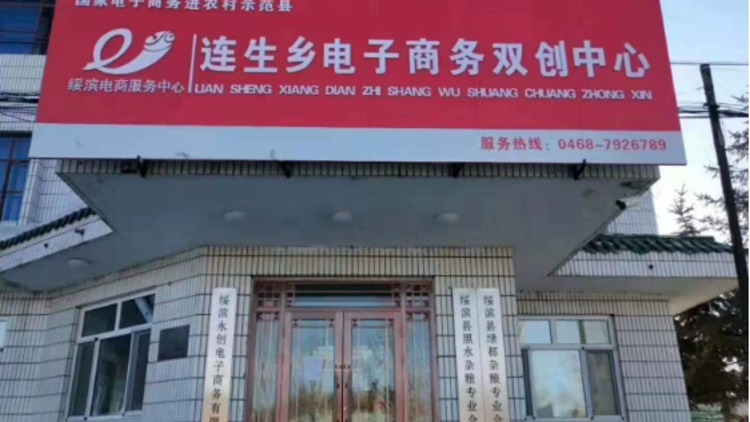 国家电子商务进农村示范县
连生乡电子商务双创中心
绥滨电商服务中心
LIAN SHENG XIANG DIAN ZHI SHANG WU SHUANG CHUANG ZHONG XIN
服务热线：0468-7926789
绥滨永创电子商务有限
绥滨县黑水杂粮专业合
绥滨县绿都杂粮专业合